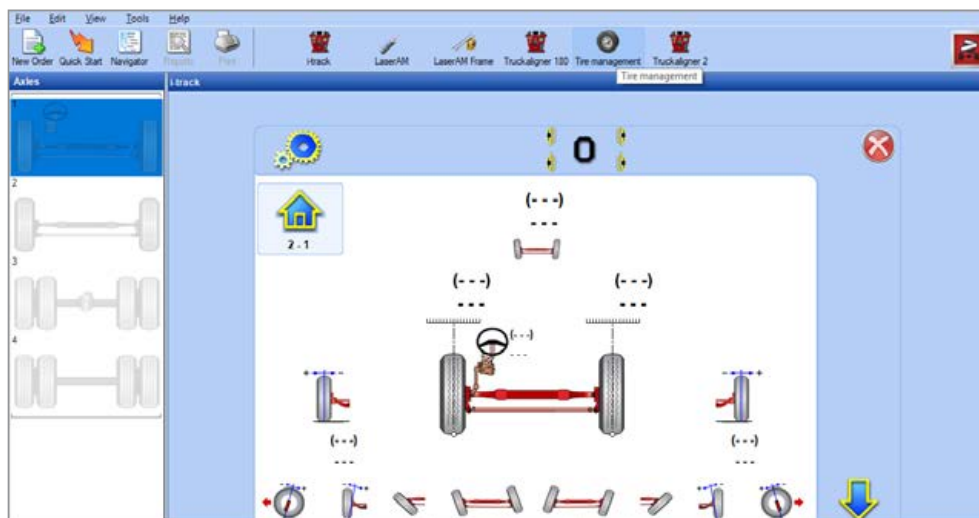 File Edit View Tools Help
New Order Quick Start Navigator Reports Print i-track LaserAM LaserAM Frame Truckaligner 180 Tire management Truckaligner 2
Tire management
Axles
i-track
1
0
2 - 1
(- - -)
- - -
2
(- - -) (- - -)
- - - - - -
3
(- - -)
- - -
4
(- - -) (- - -)
- - - - - -